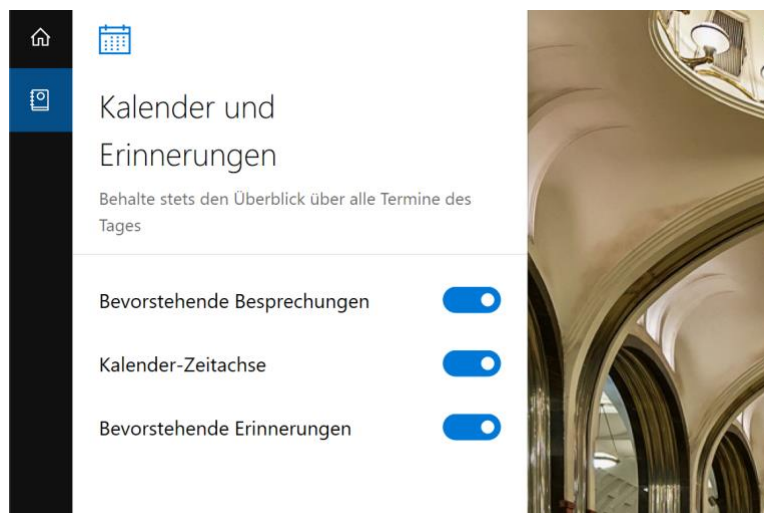 Kalender und
Erinnerungen
Behalte stets den Überblick über alle Termine des
Tages
Bevorstehende Besprechungen
Kalender-Zeitachse
Bevorstehende Erinnerungen